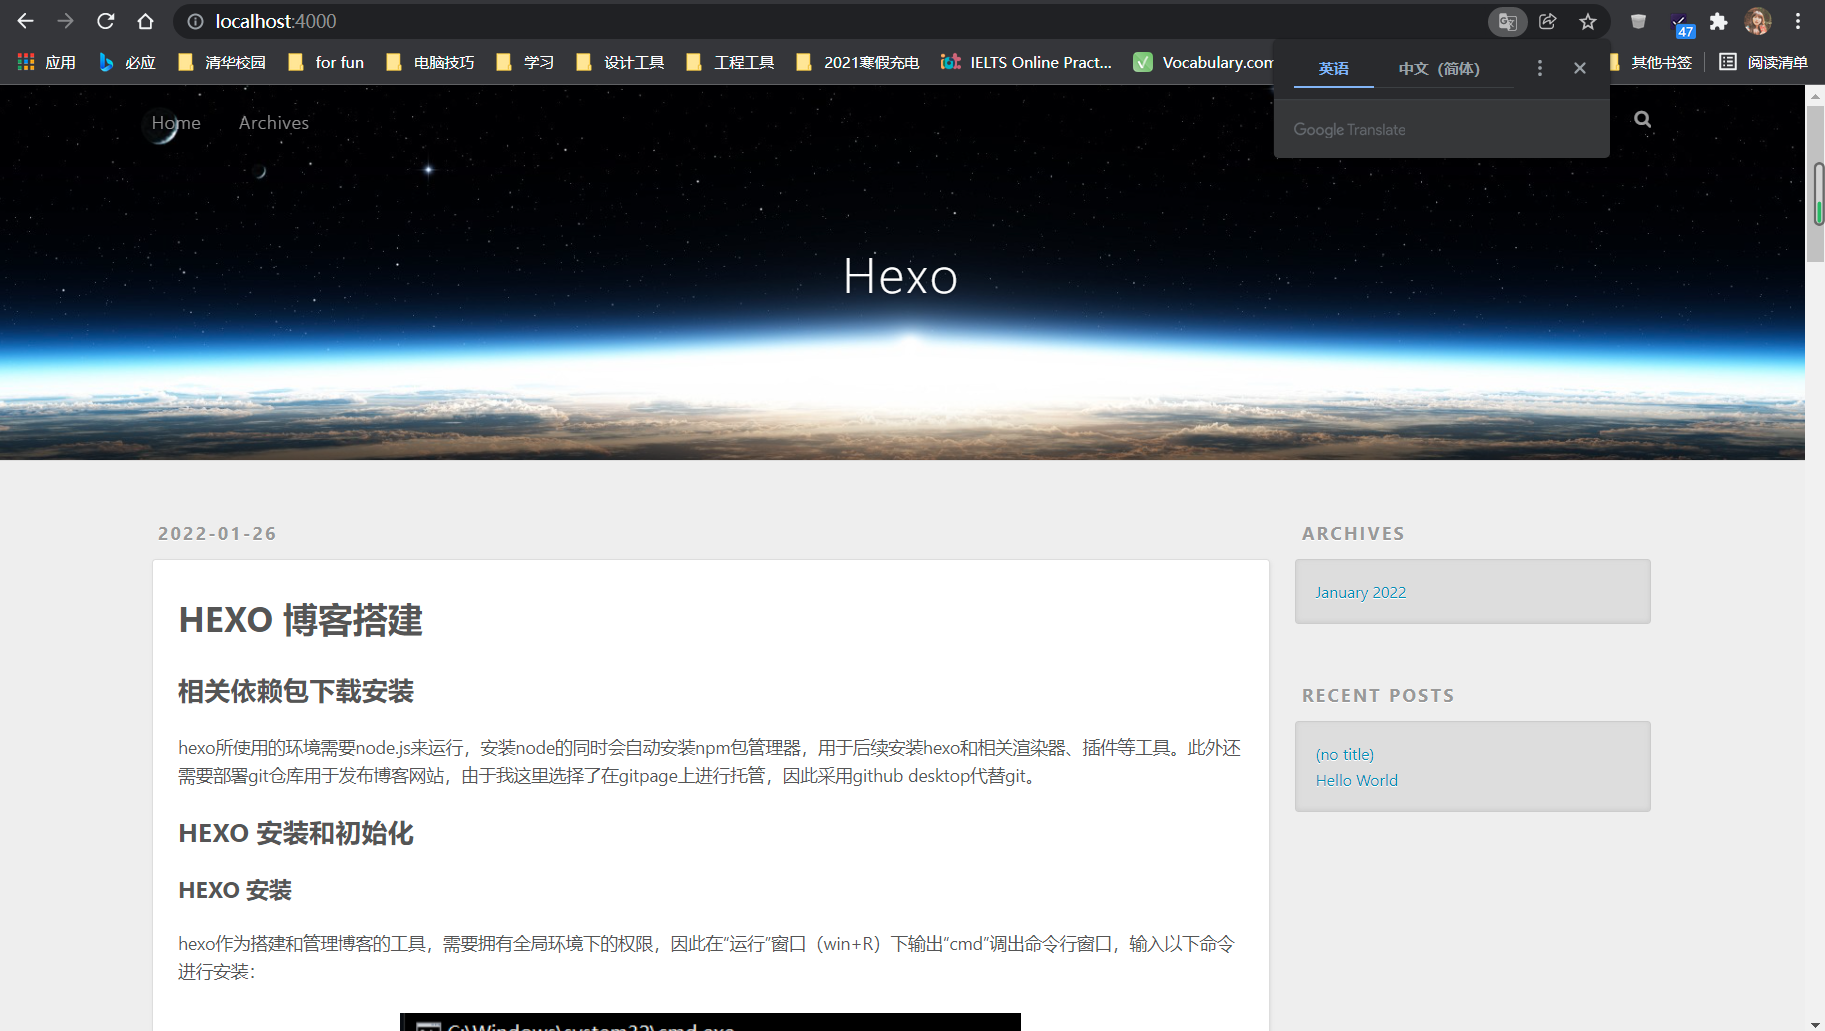 localhost:4000
47
应用
必应
清华校园
for fun
电脑技巧
学习
设计工具
工程工具
2021寒假充电
IELTS Online Pract...
Vocabulary.com
其他书签
阅读清单
英语
中文（简体）
Google Translate
Home
Archives
Hexo
2022-01-26
HEXO 博客搭建
相关依赖包下载安装
hexo所使用的环境需要node.js来运行，安装node的同时会自动安装npm包管理器，用于后续安装hexo和相关渲染器、插件等工具。此外还
需要部署git仓库用于发布博客网站，由于我这里选择了在gitpage上进行托管，因此采用github desktop代替git。
HEXO 安装和初始化
HEXO 安装
hexo作为搭建和管理博客的工具，需要拥有全局环境下的权限，因此在“运行”窗口（win+R）下输出“cmd”调出命令行窗口，输入以下命令
进行安装：
C:\Windows\system32\cmd.exe
ARCHIVES
January 2022
RECENT POSTS
(no title)
Hello World